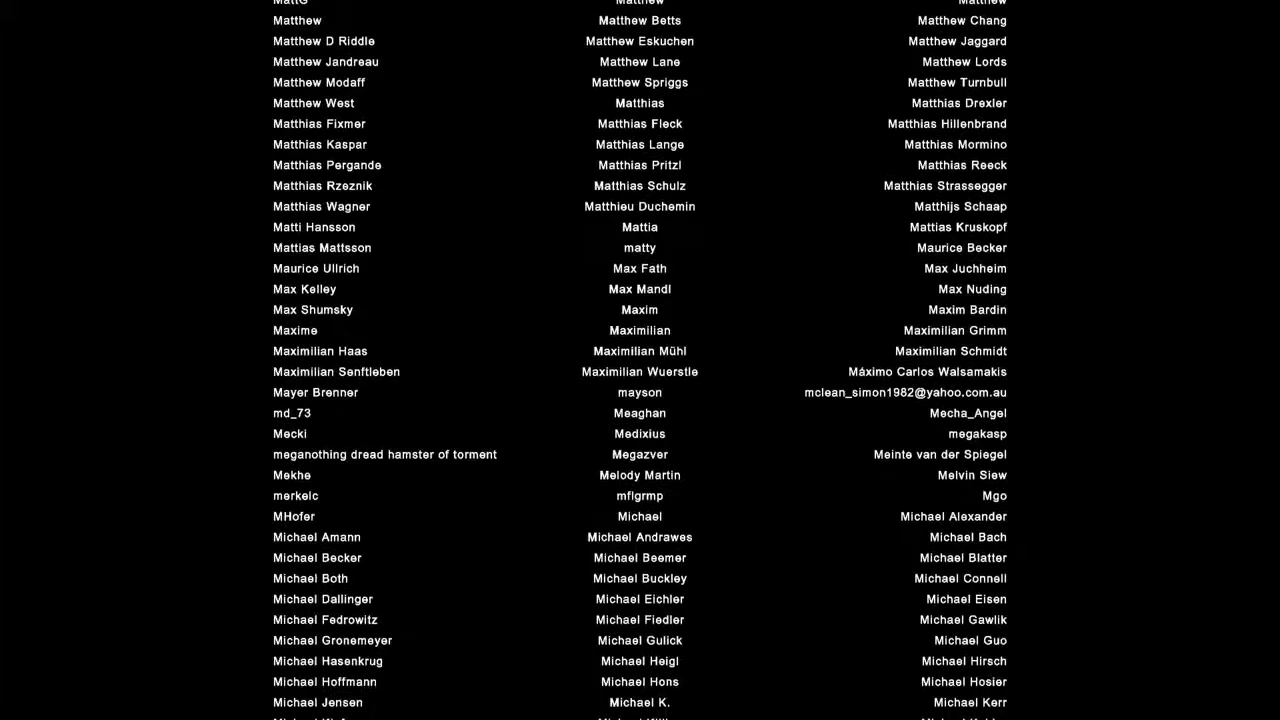 MattG Matthew Matthew
Matthew Matthew Betts Matthew Chang
Matthew D Riddle Matthew Eskuchen Matthew Jaggard
Matthew Jandreau Matthew Lane Matthew Lords
Matthew Modaff Matthew Spriggs Matthew Turnbull
Matthew West Matthias Matthias Drexler
Matthias Fixmer Matthias Fleck Matthias Hillenbrand
Matthias Kaspar Matthias Lange Matthias Mormino
Matthias Pergande Matthias Pritzl Matthias Reeck
Matthias Rzeznik Matthias Schulz Matthias Strassegger
Matthias Wagner Matthieu Duchemin Matthijs Schaap
Matti Hansson Mattia Mattias Kruskopf
Mattias Mattsson matty Maurice Becker
Maurice Ullrich Max Fath Max Juchheim
Max Kelley Max Mandl Max Nuding
Max Shumsky Maxim Maxim Bardin
Maxime Maximilian Maximilian Grimm
Maximilian Haas Maximilian Mühl Maximilian Schmidt
Maximilian Senftleben Maximilian Wuerstle Máximo Carlos Walsamakis
Mayer Brenner mayson mclean_simon1982@yahoo.com.au
md_73 Meaghan Mecha_Angel
Mecki Medixius megakasp
meganothing dread hamster of torment Megazver Meinte van der Spiegel
Mekhe Melody Martin Melvin Siew
merkelc mflgrmp Mgo
MHofer Michael Michael Alexander
Michael Amann Michael Andrawes Michael Bach
Michael Becker Michael Beemer Michael Blatter
Michael Both Michael Buckley Michael Connell
Michael Dallinger Michael Eichler Michael Eisen
Michael Fedrowitz Michael Fiedler Michael Gawlik
Michael Gronemeyer Michael Gulick Michael Guo
Michael Hasenkrug Michael Heigl Michael Hirsch
Michael Hoffmann Michael Hons Michael Hosier
Michael Jensen Michael K. Michael Kerr